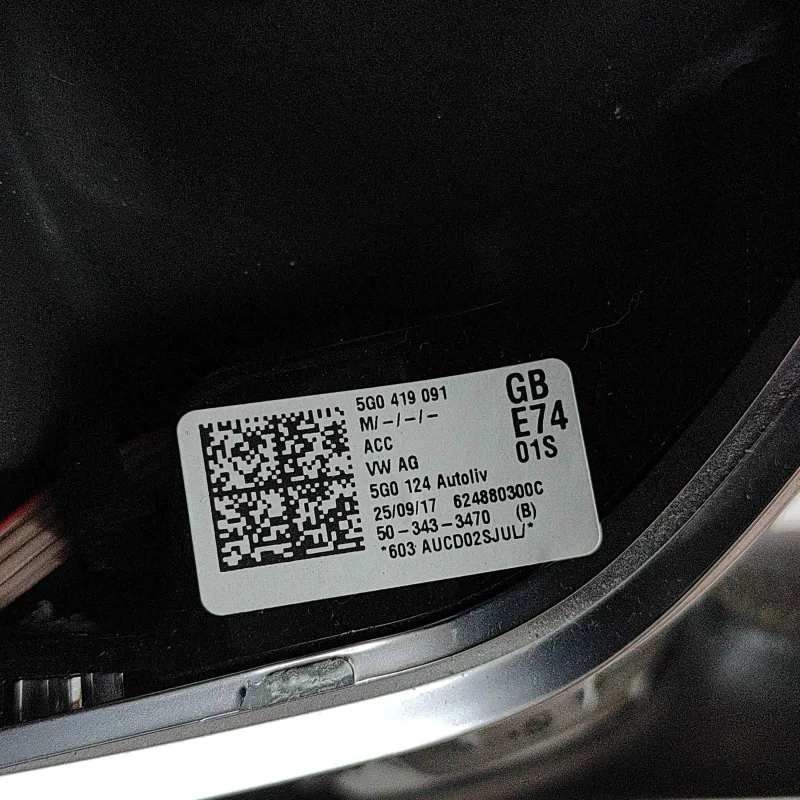 5G0 419 091
M/-/-/-
ACC
VW AG
5G0 124 Autoliv
25/09/17 624880300C
50-343-3470 (B)
*603 AUCD02SJUL/*
GB
E74
01S